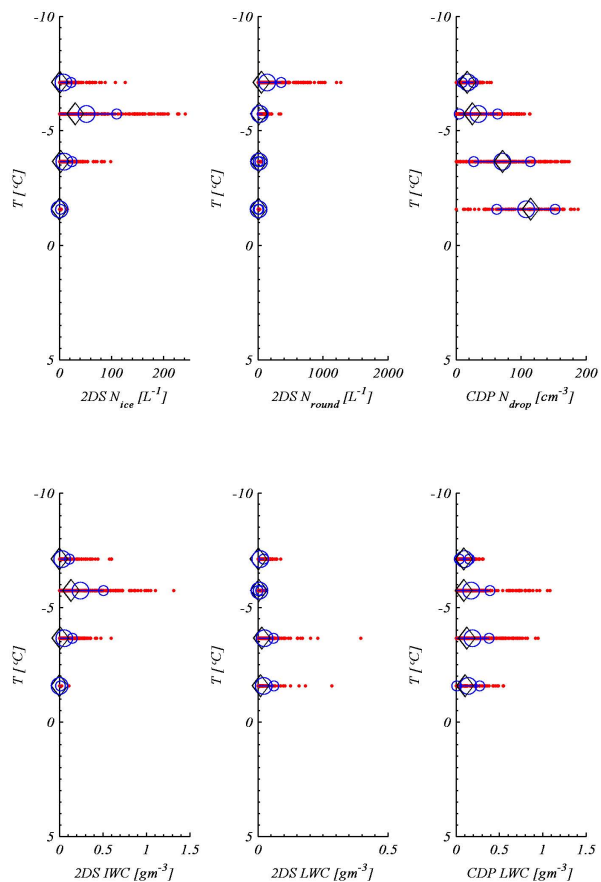 -10
-10
-10
-5
-5
-5
T [°C]
T [°C]
T [°C]
0
0
0
5
5
5
0 100 200
0 1000 2000
0 100 200
2DS N_ice [L^-1]
2DS N_round [L^-1]
CDP N_drop [cm^-3]
-10
-10
-10
-5
-5
-5
T [°C]
T [°C]
T [°C]
0
0
0
5
5
5
0 0.5 1 1.5
0 0.5
0 0.5 1 1.5
2DS IWC [gm^-3]
2DS LWC [gm^-3]
CDP LWC [gm^-3]